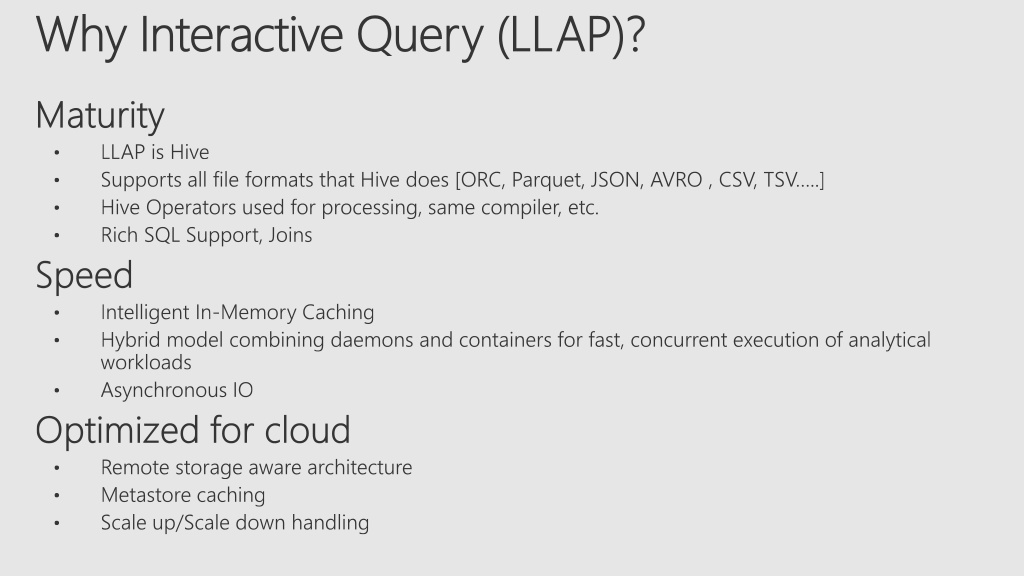 Why Interactive Query (LLAP)?
Maturity
• LLAP is Hive
• Supports all file formats that Hive does [ORC, Parquet, JSON, AVRO , CSV, TSV.....]
• Hive Operators used for processing, same compiler, etc.
• Rich SQL Support, Joins
Speed
• Intelligent In-Memory Caching
• Hybrid model combining daemons and containers for fast, concurrent execution of analytical
workloads
• Asynchronous IO
Optimized for cloud
• Remote storage aware architecture
• Metastore caching
• Scale up/Scale down handling